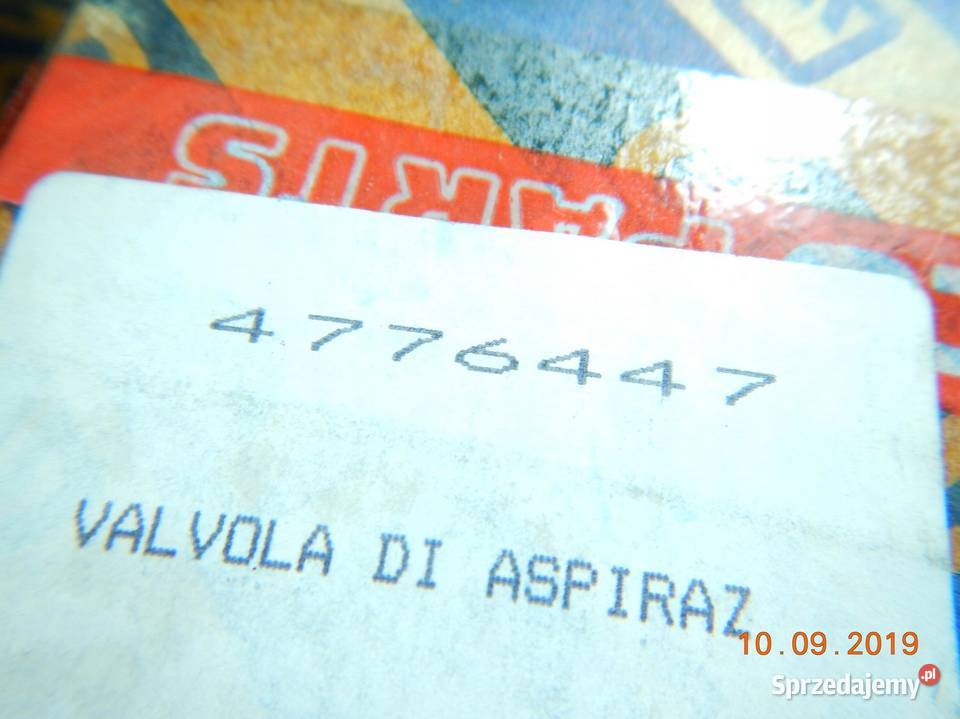 PARTS
4776447
VALVOLA DI ASPIRAZ
10.09.2019
Sprzedajemy.pl